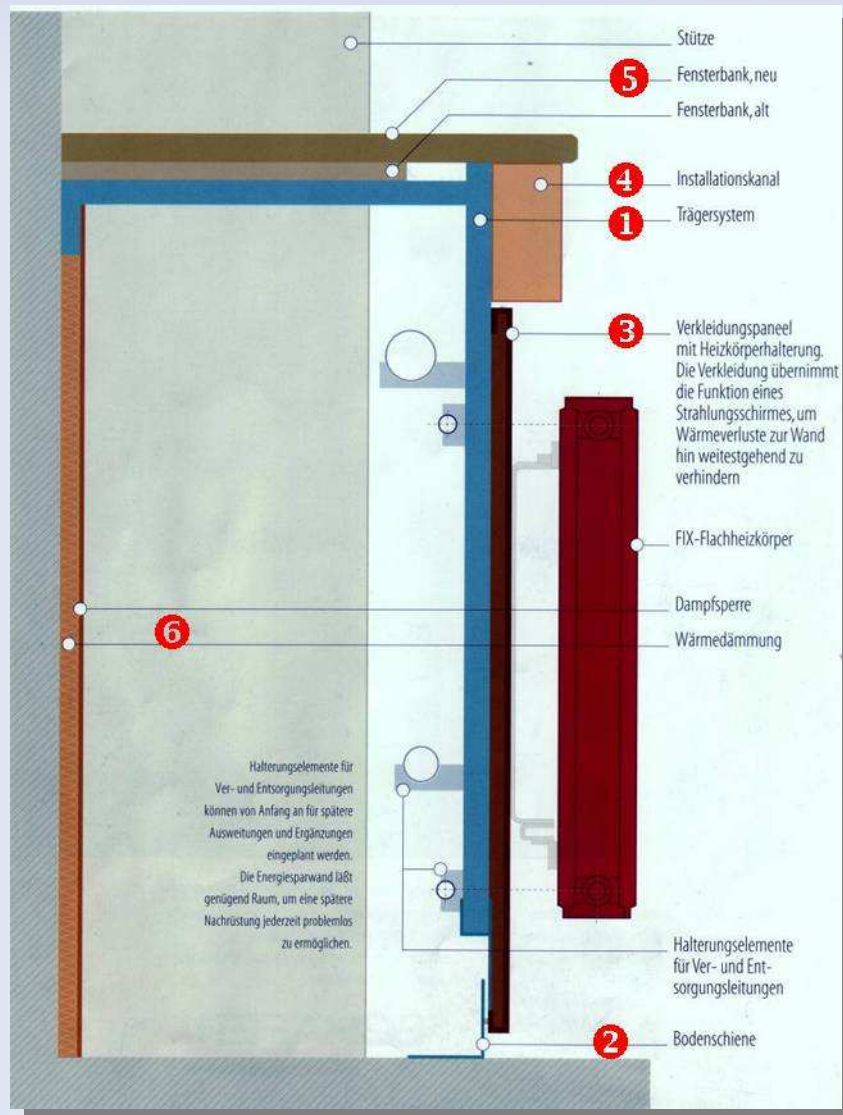 Stütze
5
Fensterbank, neu
Fensterbank, alt
4
Installationskanal
1
Trägersystem
3
Verkleidungspaneel
mit Heizkörperhalterung.
Die Verkleidung übernimmt
die Funktion eines
Strahlungsschirmes, um
Wärmeverluste zur Wand
hin weitestgehend zu
verhindern
FIX-Flachheizkörper
Dampfsperre
6
Wärmedämmung
Halterungselemente für
Ver- und Entsorgungsleitungen
können von Anfang an für spätere
Ausweitungen und Ergänzungen
eingeplant werden.
Die Energiesparwand läßt
genügend Raum, um eine spätere
Nachrüstung jederzeit problemlos
zu ermöglichen.
Halterungselemente
für Ver- und Ent-
sorgungsleitungen
2
Bodenschiene